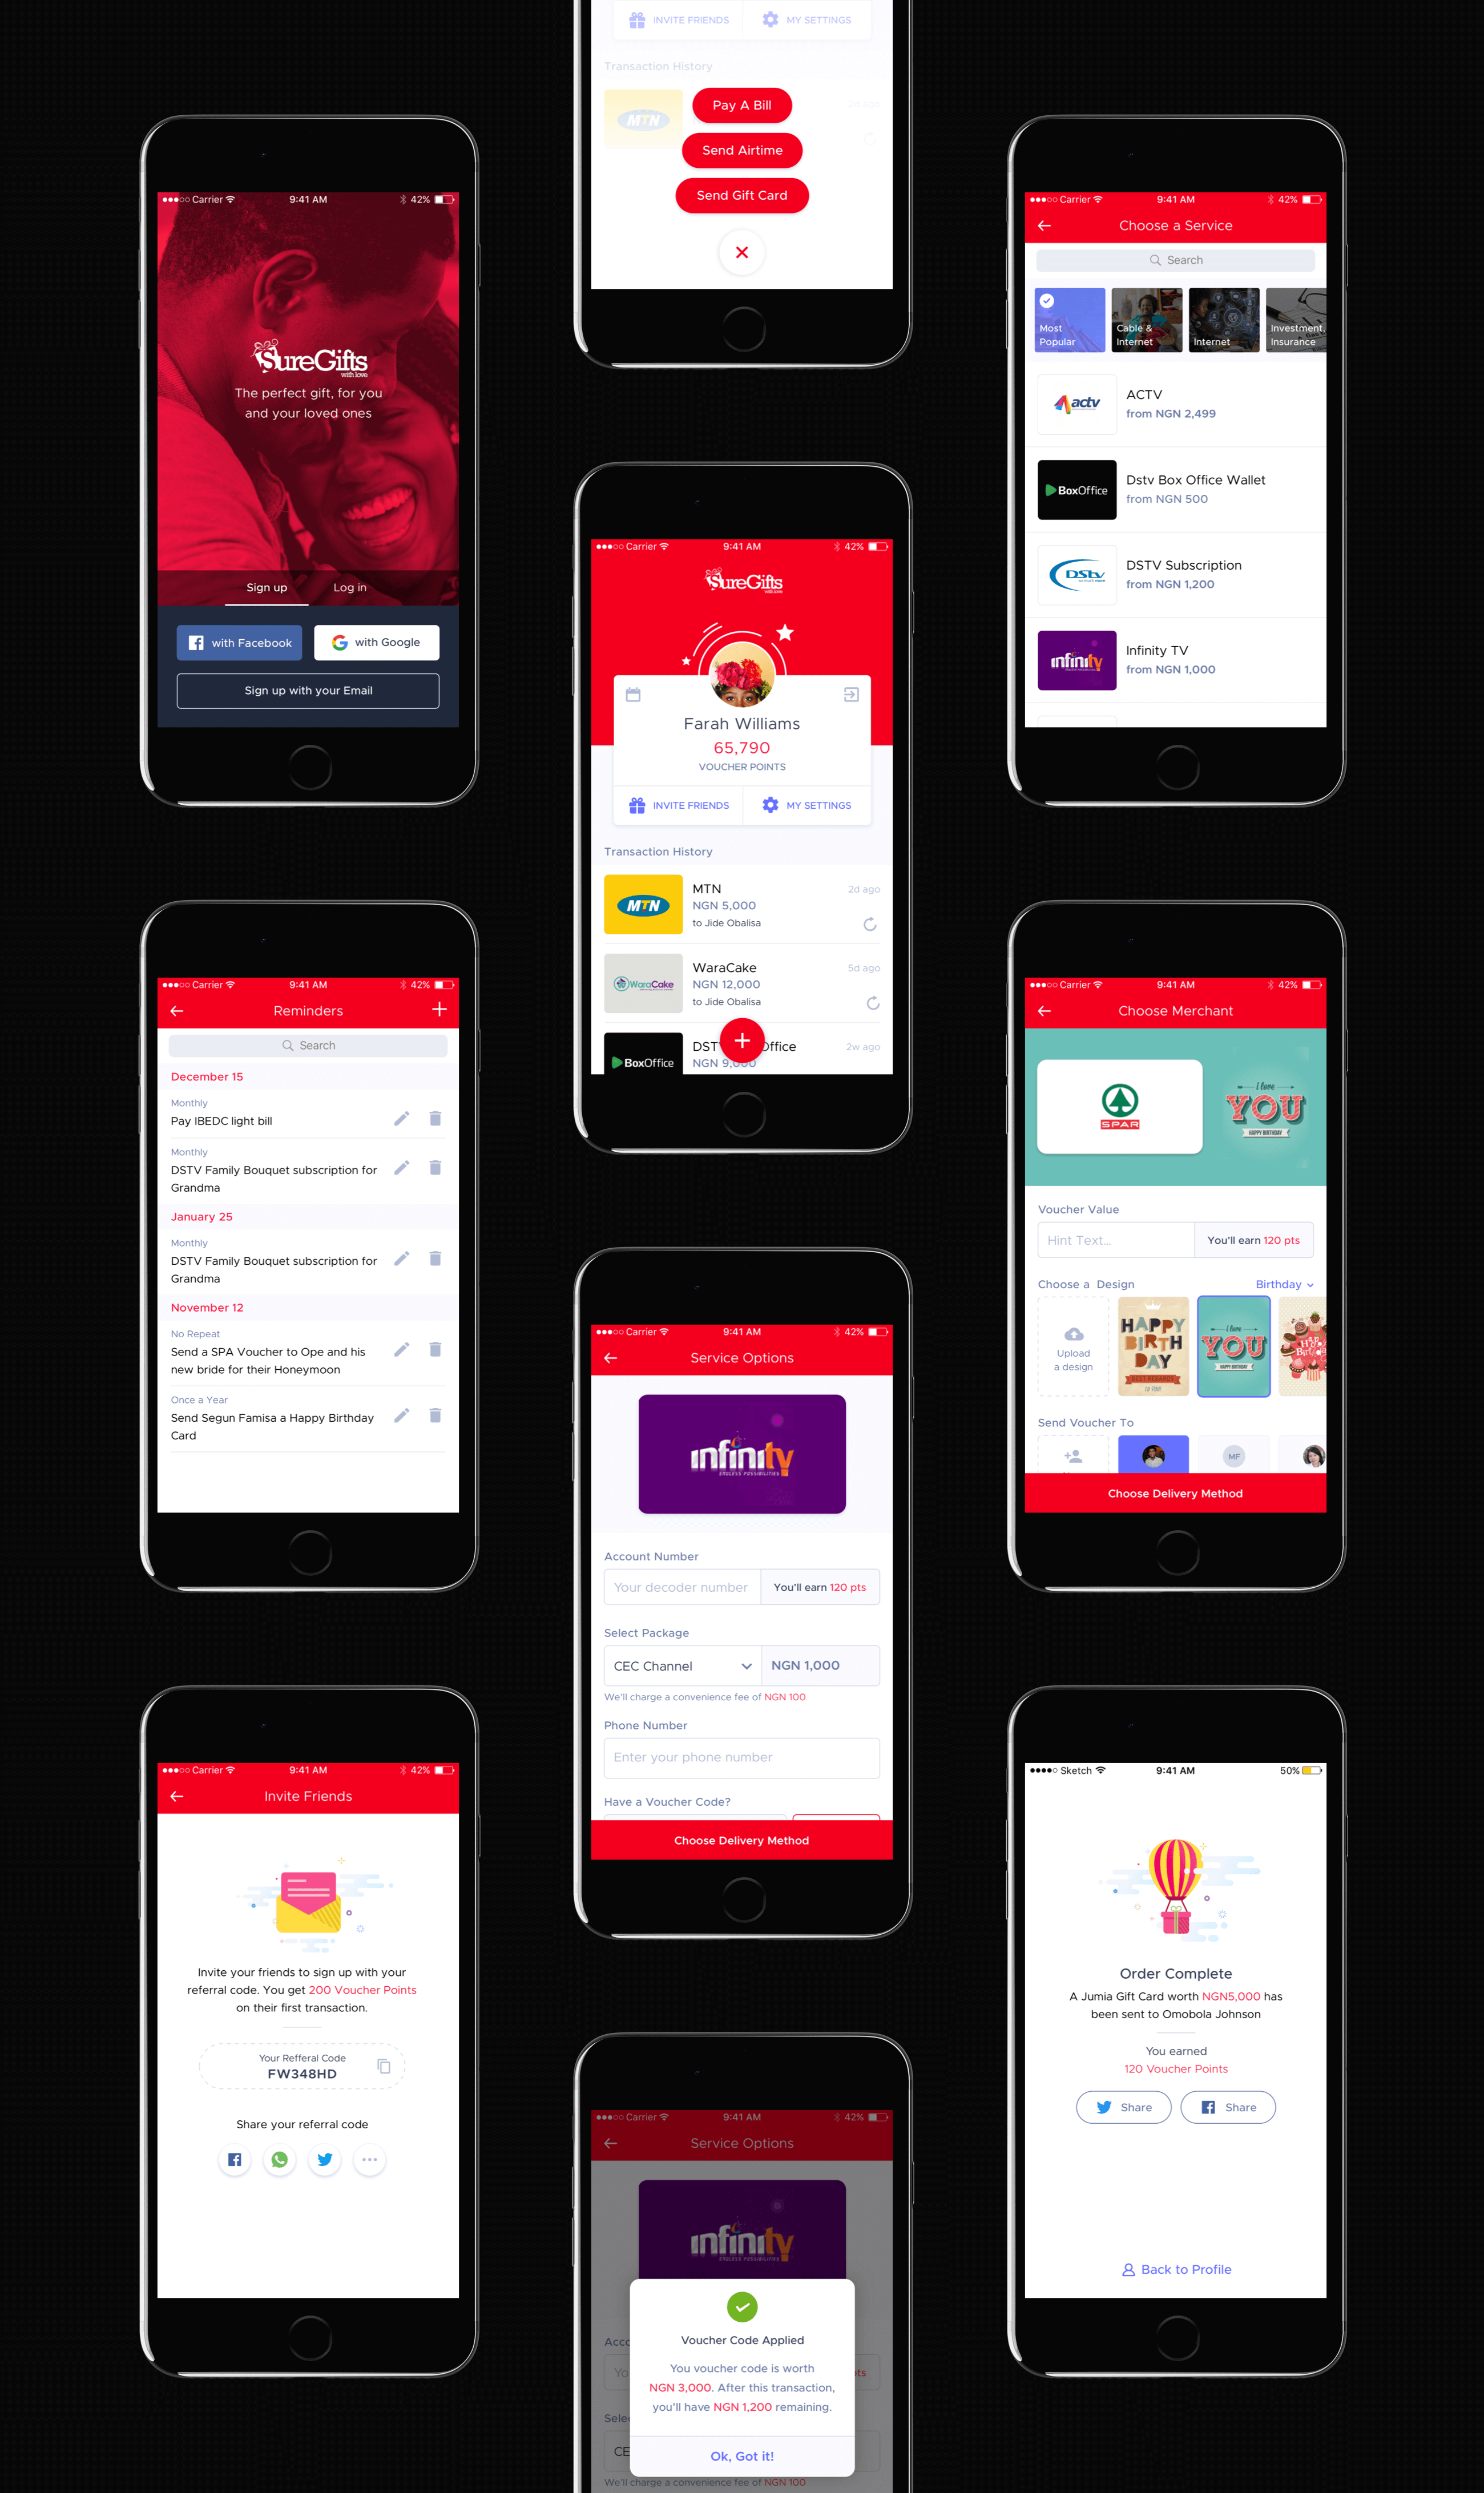 INVITE FRIENDS
MY SETTINGS
Transaction History
MTN
2d ago
Pay A Bill
Send Airtime
Send Gift Card
Carrier
9:41 AM
42%
SureGifts
with love
The perfect gift, for you
and your loved ones
Sign up
Log in
with Facebook
with Google
Sign up with your Email
Carrier
9:41 AM
42%
Choose a Service
Search
Most
Popular
Cable &
Internet
Internet
Investment,
Insurance
actv
ACTV
from NGN 2,499
BoxOffice
Dstv Box Office Wallet
from NGN 500
DStv
DSTV Subscription
from NGN 1,200
infinity
Infinity TV
from NGN 1,000
Carrier
9:41 AM
42%
SureGifts
with love
Farah Williams
65,790
VOUCHER POINTS
INVITE FRIENDS
MY SETTINGS
Transaction History
MTN
MTN
2d ago
NGN 5,000
to Jide Obalisa
WaraCake
WaraCake
5d ago
NGN 12,000
to Jide Obalisa
BoxOffice
DST
Office
2w ago
NGN 9,000
Carrier
9:41 AM
42%
Reminders
Search
December 15
Monthly
Pay IBEDC light bill
Monthly
DSTV Family Bouquet subscription for
Grandma
January 25
Monthly
DSTV Family Bouquet subscription for
Grandma
November 12
No Repeat
Send a SPA Voucher to Ope and his
new bride for their Honeymoon
Once a Year
Send Segun Famisa a Happy Birthday
Card
Carrier
9:41 AM
42%
Choose Merchant
SPAR
i love
YOU
HAPPY BIRTHDAY
Voucher Value
Hint Text...
You'll earn 120 pts
Choose a Design
Birthday
Upload
a design
HAPPY
BIRTH
DAY
BEST REGARDS
TO YOU!
i love
YOU
HAPPY BIRTHDAY
Send Voucher To
MF
Choose Delivery Method
Carrier
9:41 AM
42%
Service Options
infinity
ENDLESS POSSIBILITIES
Account Number
Your decoder number
You'll earn 120 pts
Select Package
CEC Channel
NGN 1,000
We'll charge a convenience fee of NGN 100
Phone Number
Enter your phone number
Have a Voucher Code?
Choose Delivery Method
Carrier
9:41 AM
42%
Invite Friends
Invite your friends to sign up with your
referral code. You get 200 Voucher Points
on their first transaction.
Your Refferal Code
FW348HD
Share your referral code
Sketch
9:41 AM
50%
Order Complete
A Jumia Gift Card worth NGN5,000 has
been sent to Omobola Johnson
You earned
120 Voucher Points
Share
Share
Back to Profile
Carrier
9:41 AM
42%
Service Options
infinity
ENDLESS POSSIBILITIES
Acco
Yo
ts
Selec
CE
Voucher Code Applied
You voucher code is worth
NGN 3,000. After this transaction,
you'll have NGN 1,200 remaining.
Ok, Got it!
We'll charge a convenience fee of NGN 100